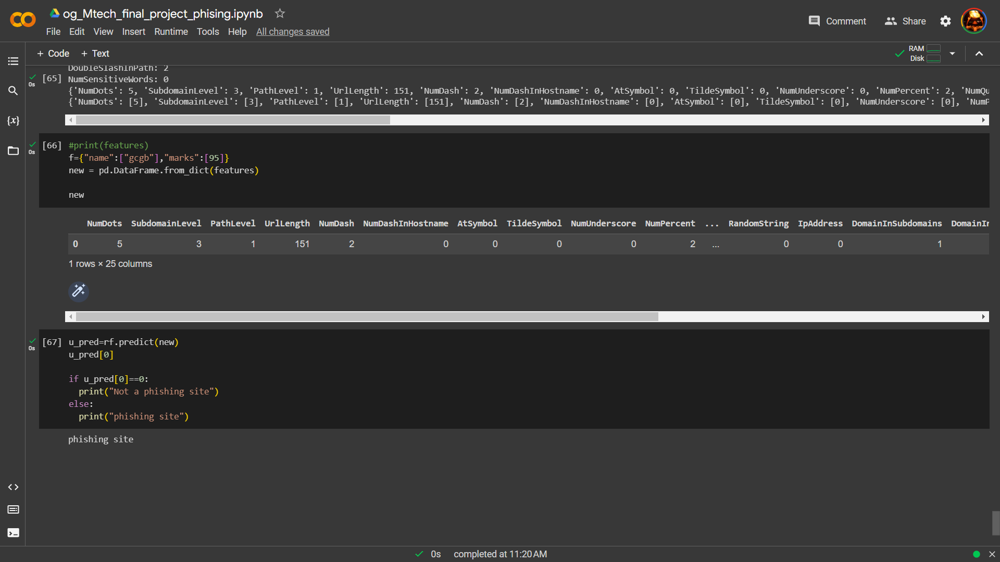 og_Mtech_final_project_phising.ipynb
Comment
Share
File Edit View Insert Runtime Tools Help All changes saved
+ Code + Text
RAM
Disk
DoubleSlashInPath: 2
0s
[65] NumSensitiveWords: 0
{'NumDots': 5, 'SubdomainLevel': 3, 'PathLevel': 1, 'UrlLength': 151, 'NumDash': 2, 'NumDashInHostname': 0, 'AtSymbol': 0, 'TildeSymbol': 0, 'NumUnderscore': 0, 'NumPercent': 2, 'NumQu
{'NumDots': [5], 'SubdomainLevel': [3], 'PathLevel': [1], 'UrlLength': [151], 'NumDash': [2], 'NumDashInHostname': [0], 'AtSymbol': [0], 'TildeSymbol': [0], 'NumUnderscore': [0], 'NumP
{x}
0s
[66] #print(features)
f={"name":["gcgb"],"marks":[95]}
new = pd.DataFrame.from_dict(features)
new
NumDots SubdomainLevel PathLevel UrlLength NumDash NumDashInHostname AtSymbol TildeSymbol NumUnderscore NumPercent ... RandomString IpAddress DomainInSubdomains DomainIn
0 5 3 1 151 2 0 0 0 0 2 ... 0 0 1
1 rows × 25 columns
0s
[67] u_pred=rf.predict(new)
u_pred[0]
if u_pred[0]==0:
print("Not a phishing site")
else:
print("phishing site")
phishing site
0s completed at 11:20 AM